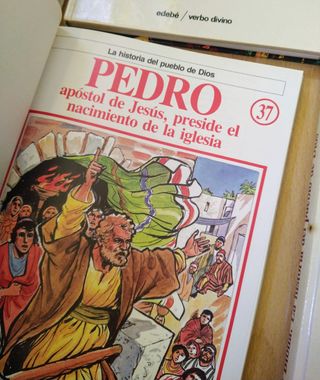 edebé / verbo divino
La historia del pueblo de Dios
PEDRO
apóstol de Jesús, preside el
nacimiento de la iglesia
37